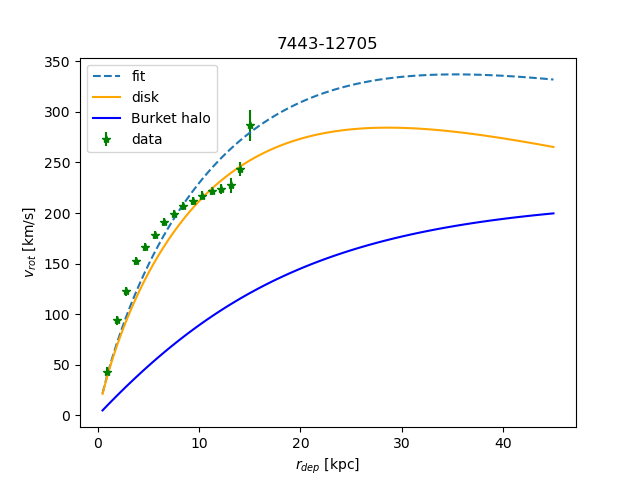 7443-12705
350
300
250
200
150
100
50
0
v_rot [km/s]
fit
disk
Burket halo
data
0 10 20 30 40
r_dep [kpc]